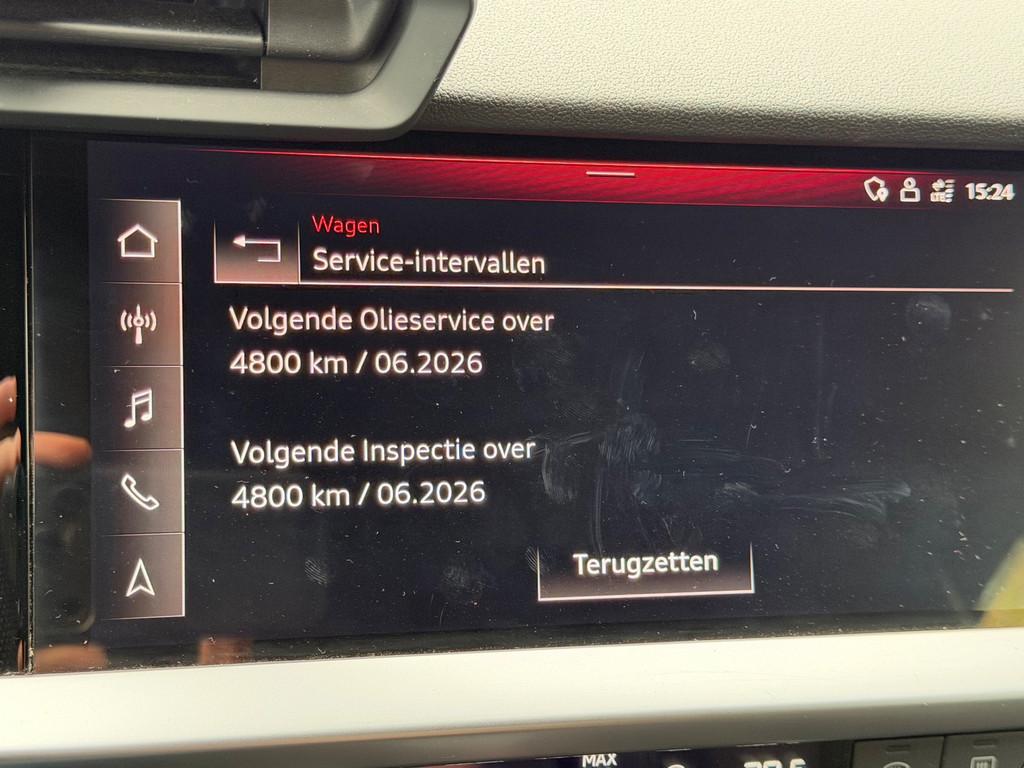 15:24
Wagen
Service-intervallen
Volgende Olieservice over
4800 km / 06.2026
Volgende Inspectie over
4800 km / 06.2026
Terugzetten
MAX